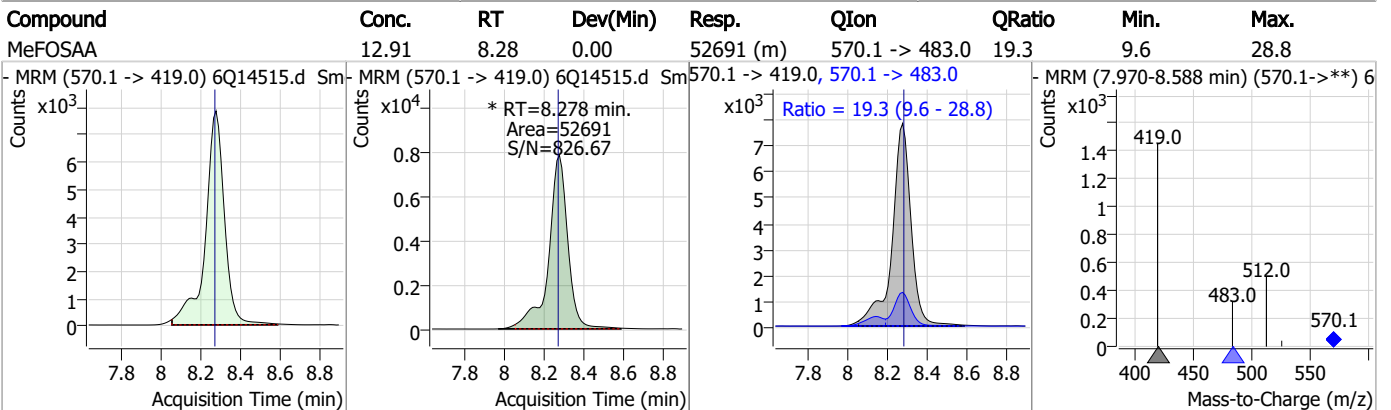 Compound Conc. RT Dev(Min) Resp. QIon QRatio Min. Max.
MeFOSAA 12.91 8.28 0.00 52691 (m) 570.1 -> 483.0 19.3 9.6 28.8
- MRM (570.1 -> 419.0) 6Q14515.d Sm
Counts
x10³
6
5
4
3
2
1
0
7.8 8 8.2 8.4 8.6 8.8
Acquisition Time (min)
- MRM (570.1 -> 419.0) 6Q14515.d Sm
Counts
x10⁴
* RT=8.278 min.
Area=52691
S/N=826.67
0.8
0.6
0.4
0.2
0
7.8 8 8.2 8.4 8.6 8.8
Acquisition Time (min)
570.1 -> 419.0, 570.1 -> 483.0
Counts
x10³
Ratio = 19.3 (9.6 - 28.8)
7
6
5
4
3
2
1
0
7.8 8 8.2 8.4 8.6 8.8
Acquisition Time (min)
- MRM (7.970-8.588 min) (570.1->**) 6
Counts
x10³
419.0
1.4
1.2
1
0.8
0.6
512.0
0.4
483.0
0.2
570.1
0
400 450 500 550
Mass-to-Charge (m/z)